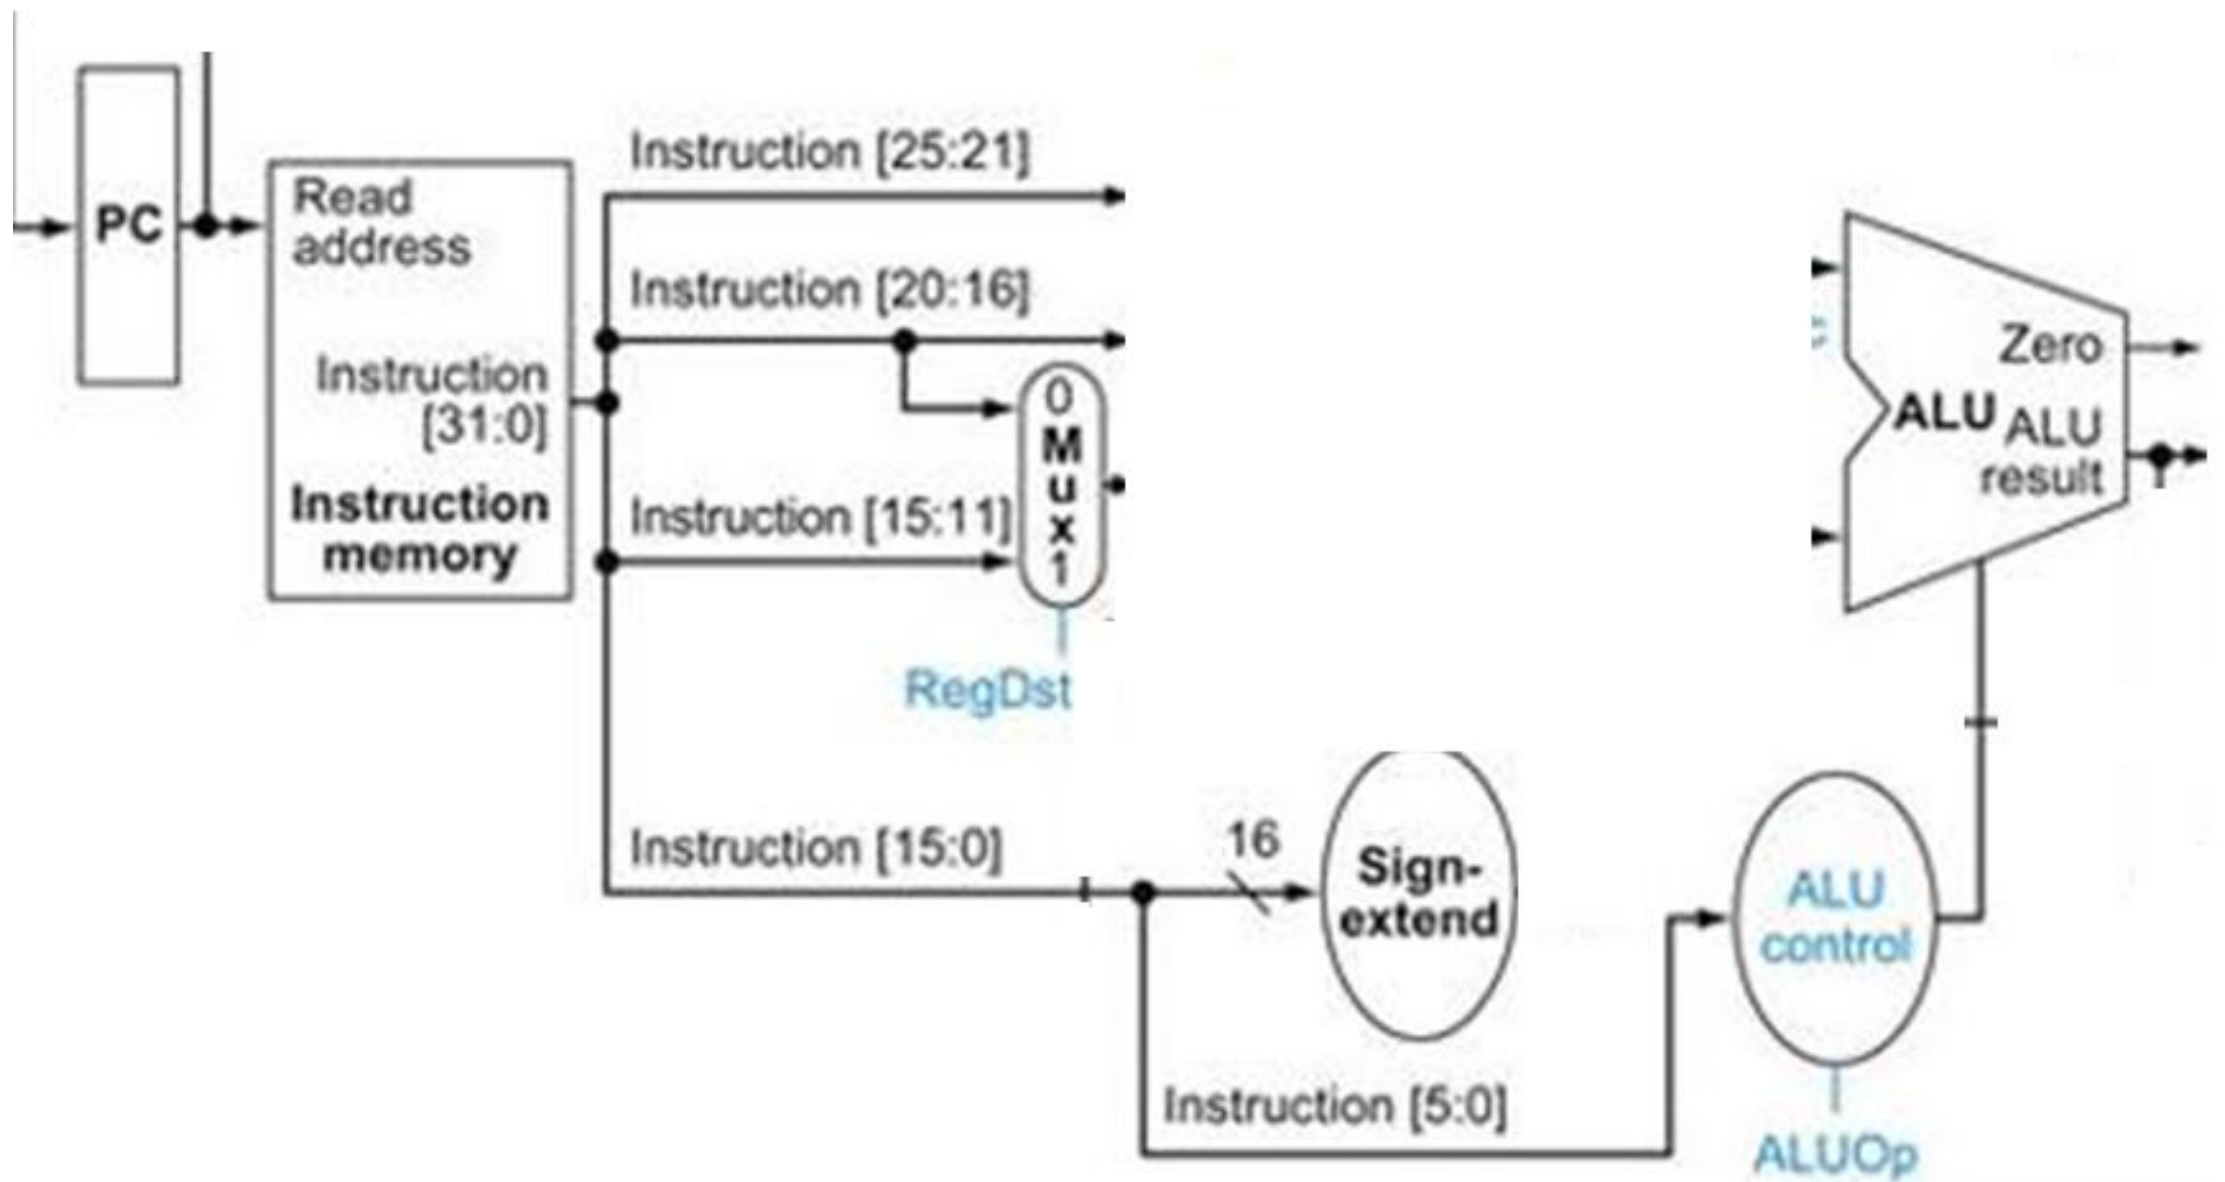 PC
Read
address
Instruction
[31:0]
Instruction
memory
Instruction [25:21]
Instruction [20:16]
Instruction [15:11]
0
M
u
x
1
RegDst
Instruction [15:0]
16
Sign-
extend
Instruction [5:0]
ALU
control
ALUOp
Zero
ALU
ALU
result